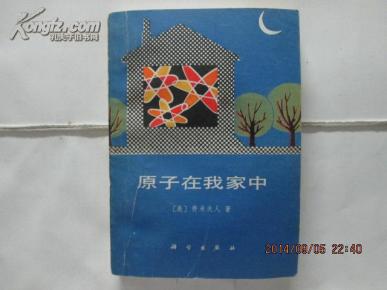 Kongfz.com
孔夫子旧书网
原子在我家中
〔美〕费米夫人 著
科学出版社
2014/09/05 22:40